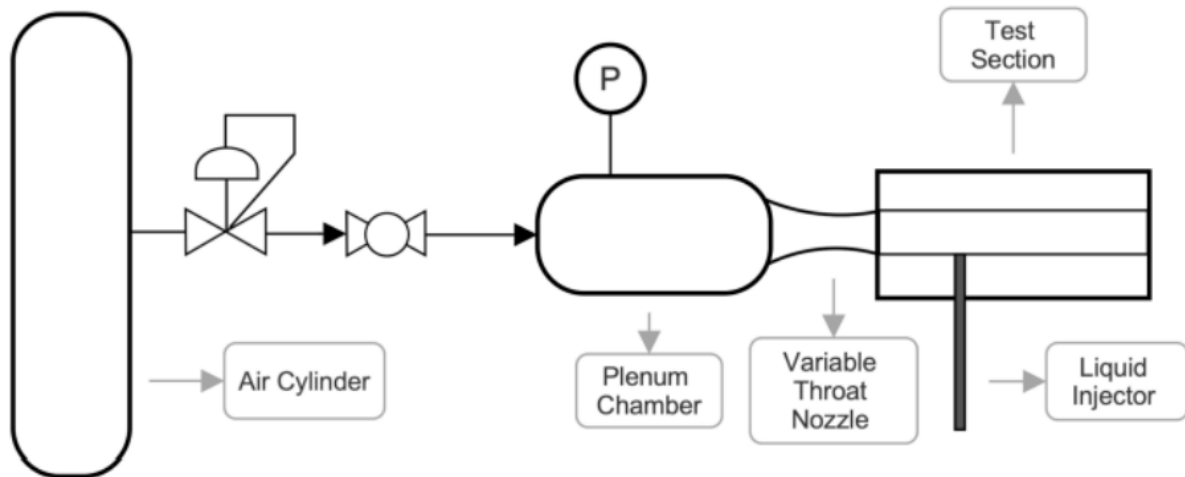 Test
Section
P
Air Cylinder
Plenum
Chamber
Variable
Throat
Nozzle
Liquid
Injector